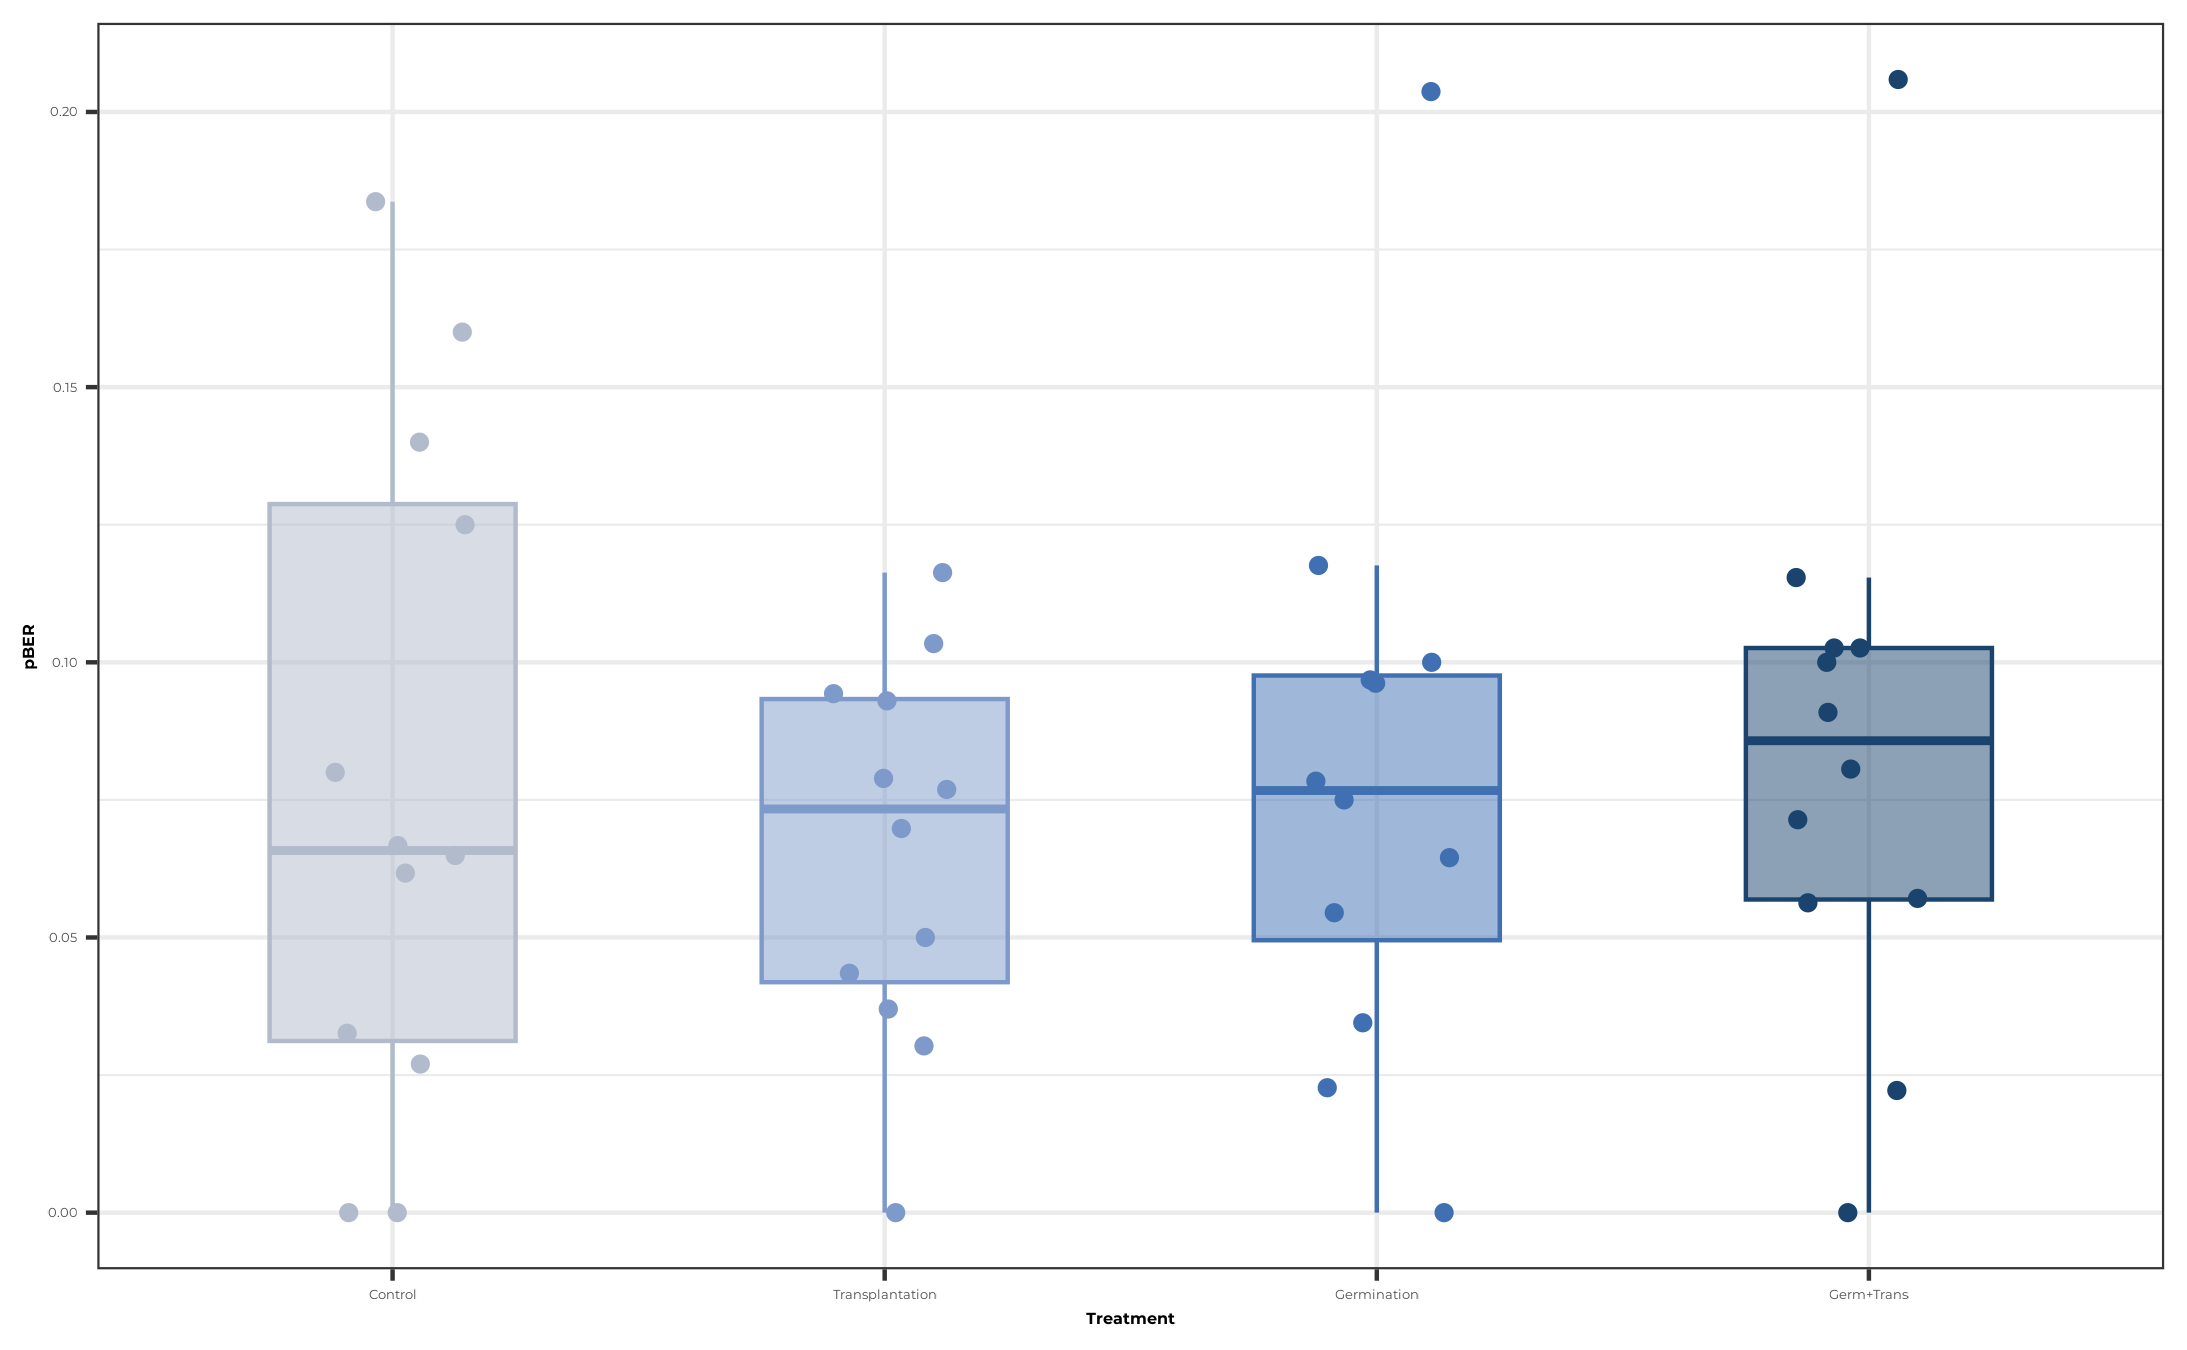 pBER
0.20
0.15
0.10
0.05
0.00
Control Transplantation Germination Germ+Trans
Treatment